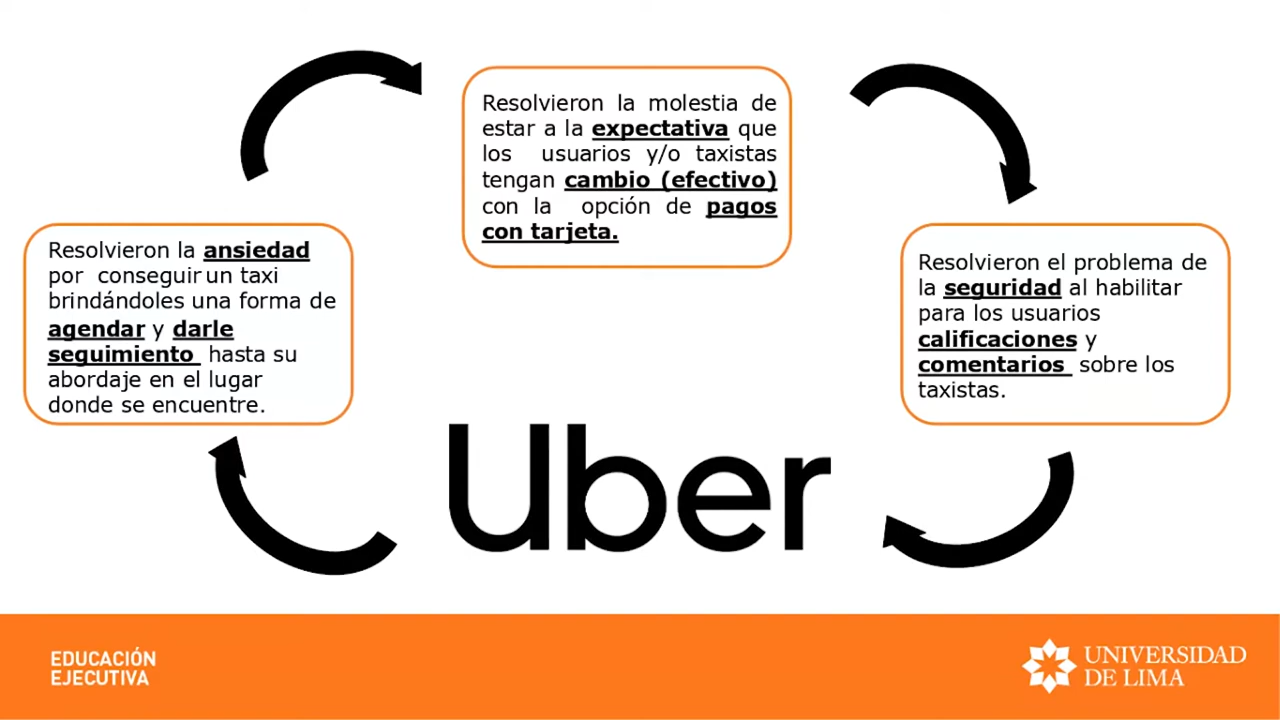 Resolvieron la molestia de
estar a la expectativa que
los usuarios y/o taxistas
tengan cambio (efectivo)
con la opción de pagos
con tarjeta.
Resolvieron la ansiedad
por conseguir un taxi
brindándoles una forma de
agendar y darle
seguimiento hasta su
abordaje en el lugar
donde se encuentre.
Resolvieron el problema de
la seguridad al habilitar
para los usuarios
calificaciones y
comentarios sobre los
taxistas.
Uber
EDUCACIÓN
EJECUTIVA
UNIVERSIDAD
DE LIMA